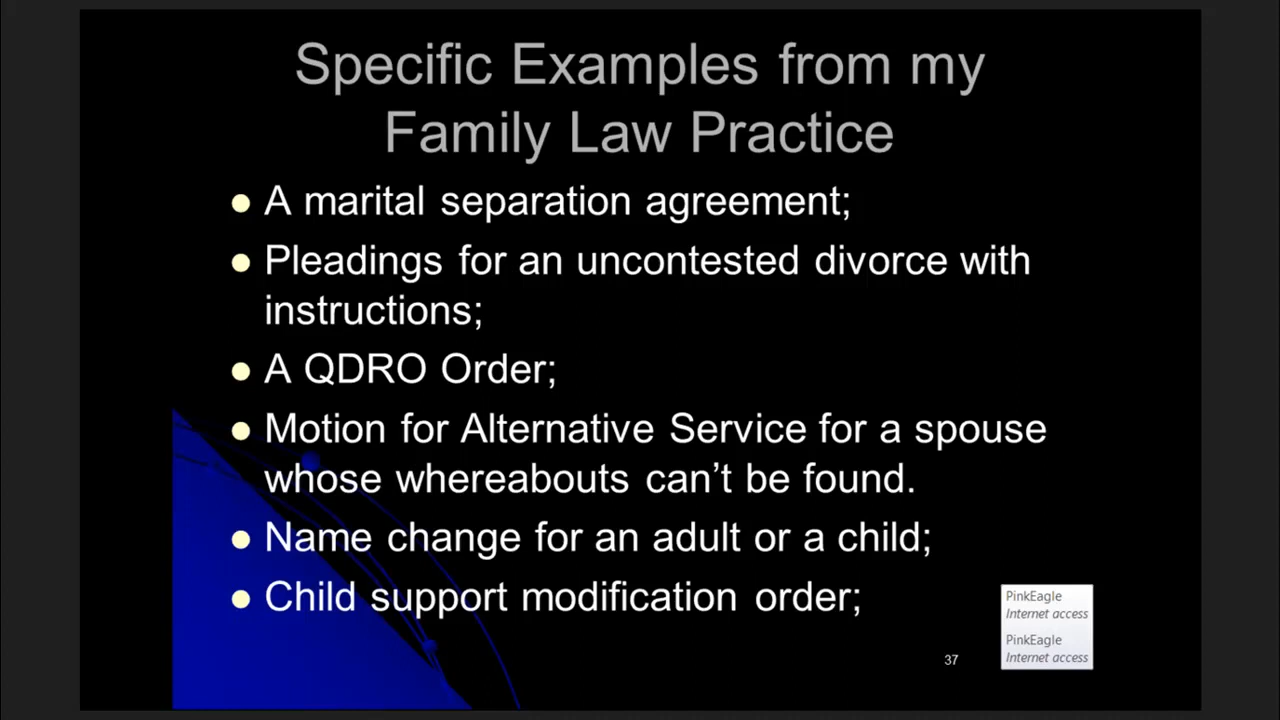 Specific Examples from my
Family Law Practice
A marital separation agreement;
Pleadings for an uncontested divorce with
instructions;
A QDRO Order;
Motion for Alternative Service for a spouse
whose whereabouts can’t be found.
Name change for an adult or a child;
Child support modification order;
PinkEagle
Internet access
PinkEagle
Internet access
37